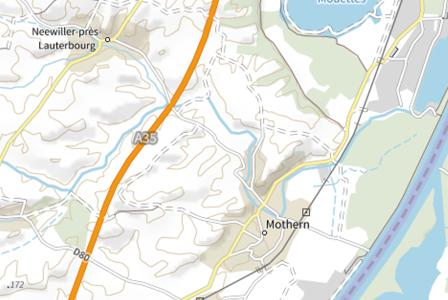 Mouettes
Neewiller-près
Lauterbourg
A35
Mothern
D80
.172